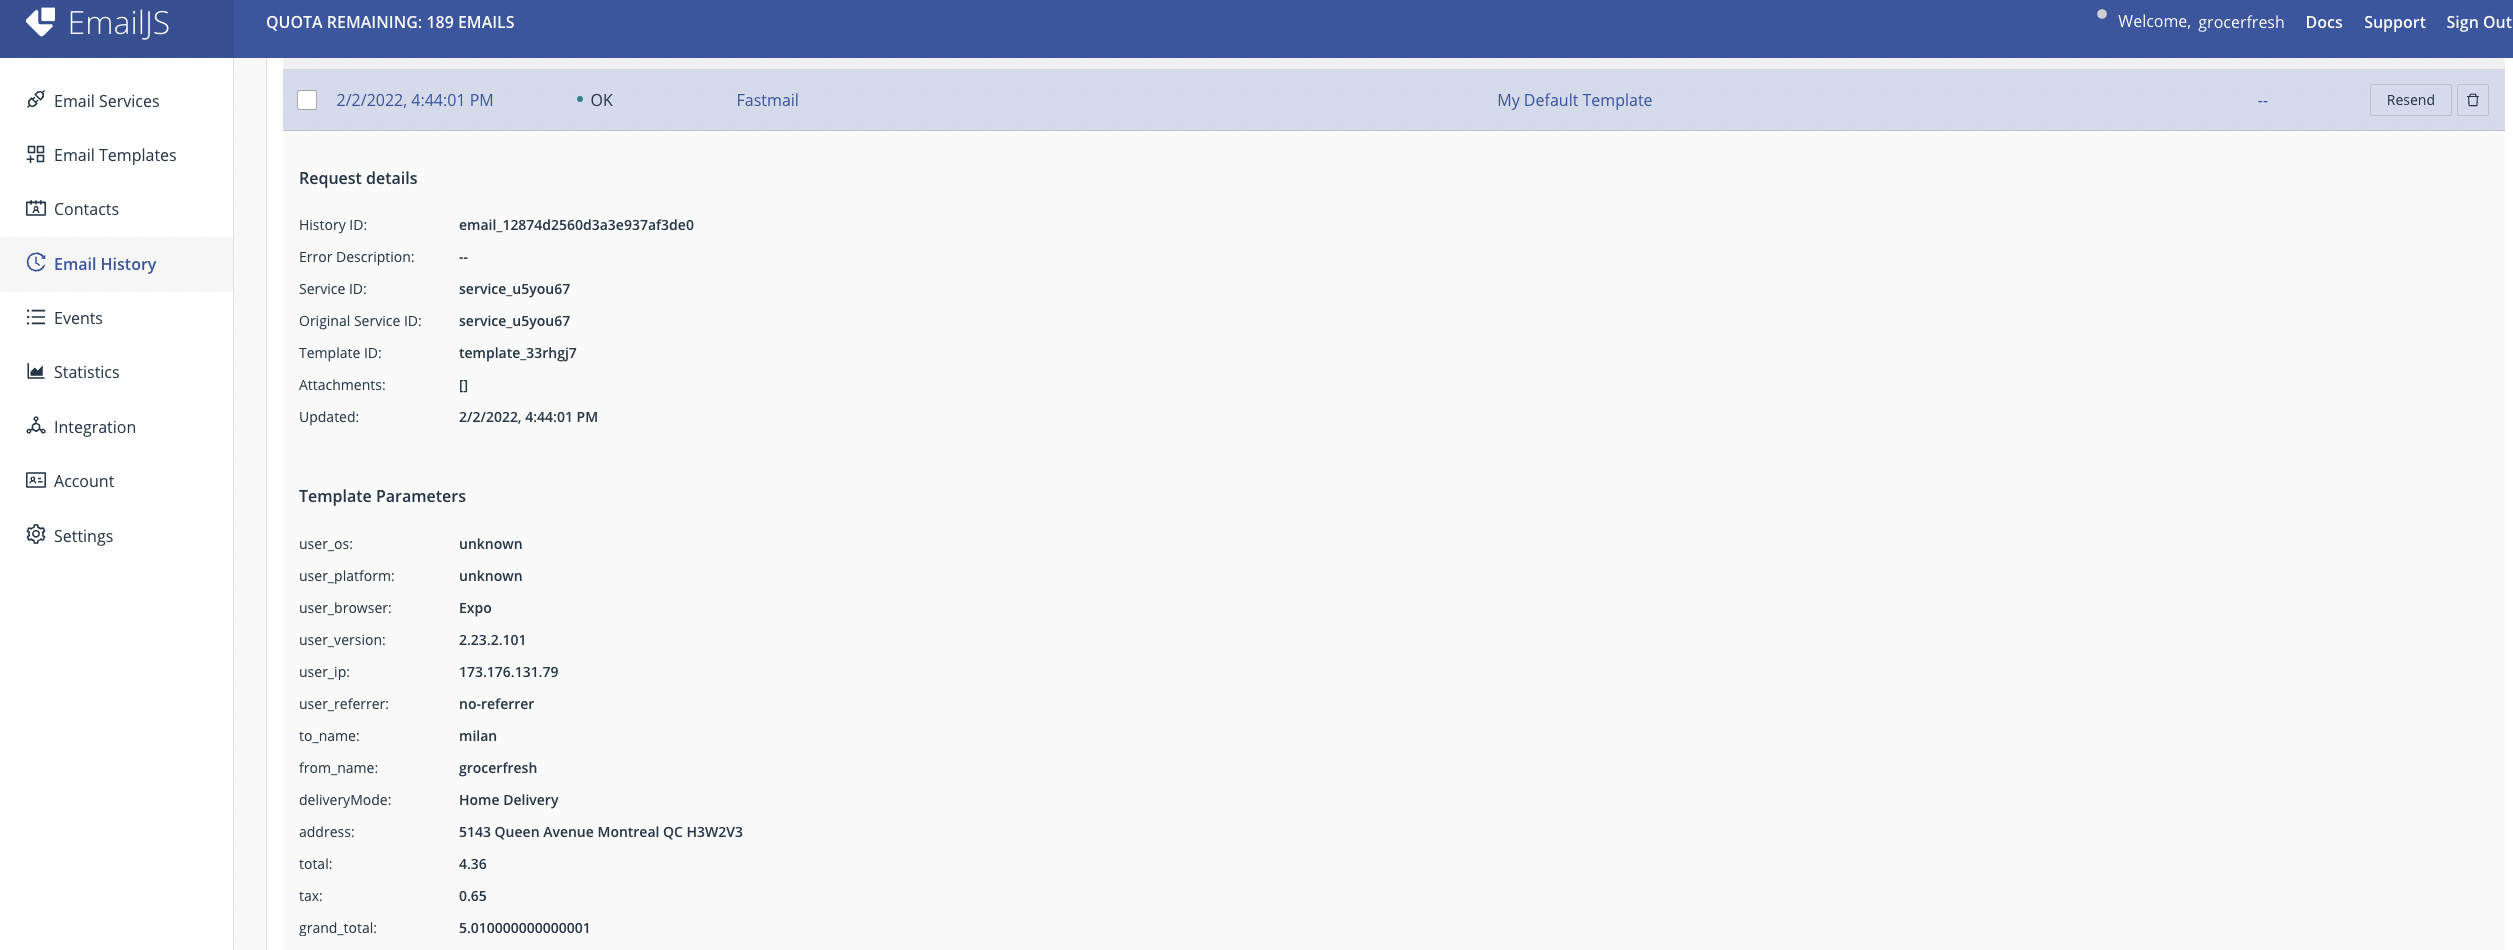 EmailJS
QUOTA REMAINING: 189 EMAILS
Welcome, grocerfresh Docs Support Sign Out
Email Services
Email Templates
Contacts
Email History
Events
Statistics
Integration
Account
Settings
2/2/2022, 4:44:01 PM OK Fastmail My Default Template -- Resend
Request details
History ID: email_12874d2560d3a3e937af3de0
Error Description: --
Service ID: service_u5you67
Original Service ID: service_u5you67
Template ID: template_33rhgj7
Attachments: []
Updated: 2/2/2022, 4:44:01 PM
Template Parameters
user_os: unknown
user_platform: unknown
user_browser: Expo
user_version: 2.23.2.101
user_ip: 173.176.131.79
user_referrer: no-referrer
to_name: milan
from_name: grocerfresh
deliveryMode: Home Delivery
address: 5143 Queen Avenue Montreal QC H3W2V3
total: 4.36
tax: 0.65
grand_total: 5.010000000000001